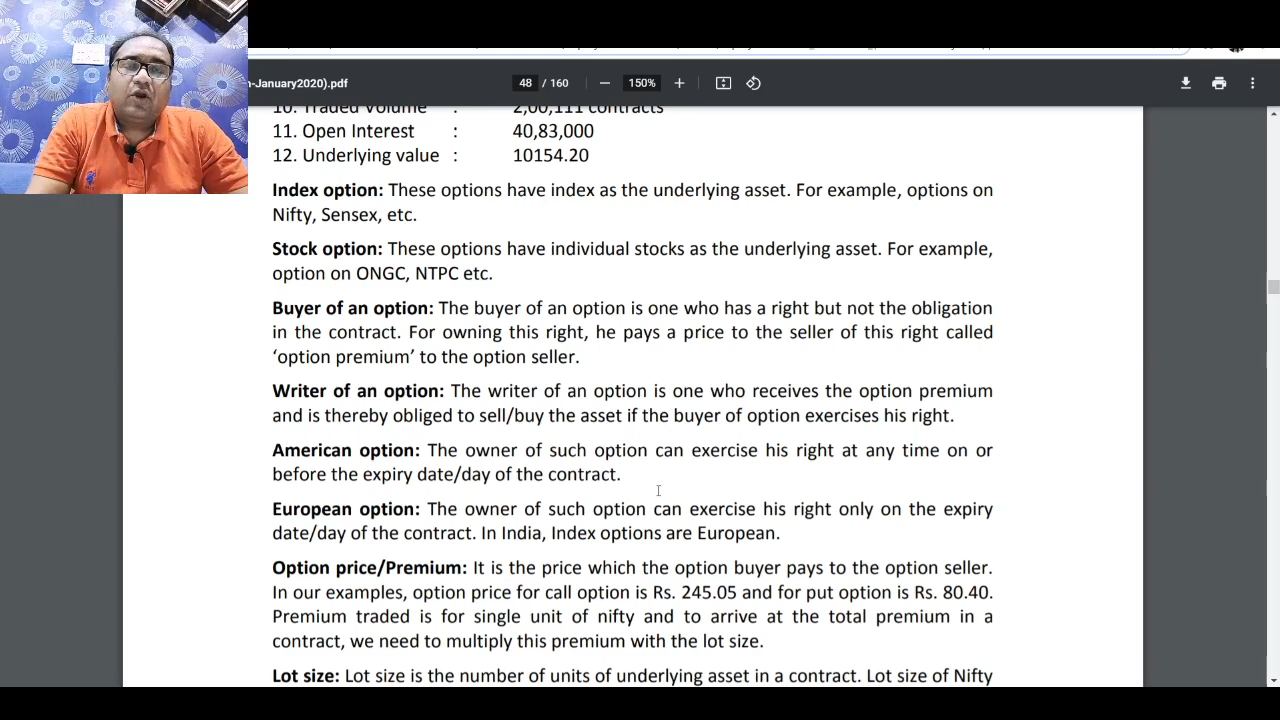 n-January2020).pdf
48 / 160
150%
10. Traded Volume : 2,00,111 contracts
11. Open Interest : 40,83,000
12. Underlying value : 10154.20
Index option: These options have index as the underlying asset. For example, options on
Nifty, Sensex, etc.
Stock option: These options have individual stocks as the underlying asset. For example,
option on ONGC, NTPC etc.
Buyer of an option: The buyer of an option is one who has a right but not the obligation
in the contract. For owning this right, he pays a price to the seller of this right called
‘option premium’ to the option seller.
Writer of an option: The writer of an option is one who receives the option premium
and is thereby obliged to sell/buy the asset if the buyer of option exercises his right.
American option: The owner of such option can exercise his right at any time on or
before the expiry date/day of the contract.
European option: The owner of such option can exercise his right only on the expiry
date/day of the contract. In India, Index options are European.
Option price/Premium: It is the price which the option buyer pays to the option seller.
In our examples, option price for call option is Rs. 245.05 and for put option is Rs. 80.40.
Premium traded is for single unit of nifty and to arrive at the total premium in a
contract, we need to multiply this premium with the lot size.
Lot size: Lot size is the number of units of underlying asset in a contract. Lot size of Nifty